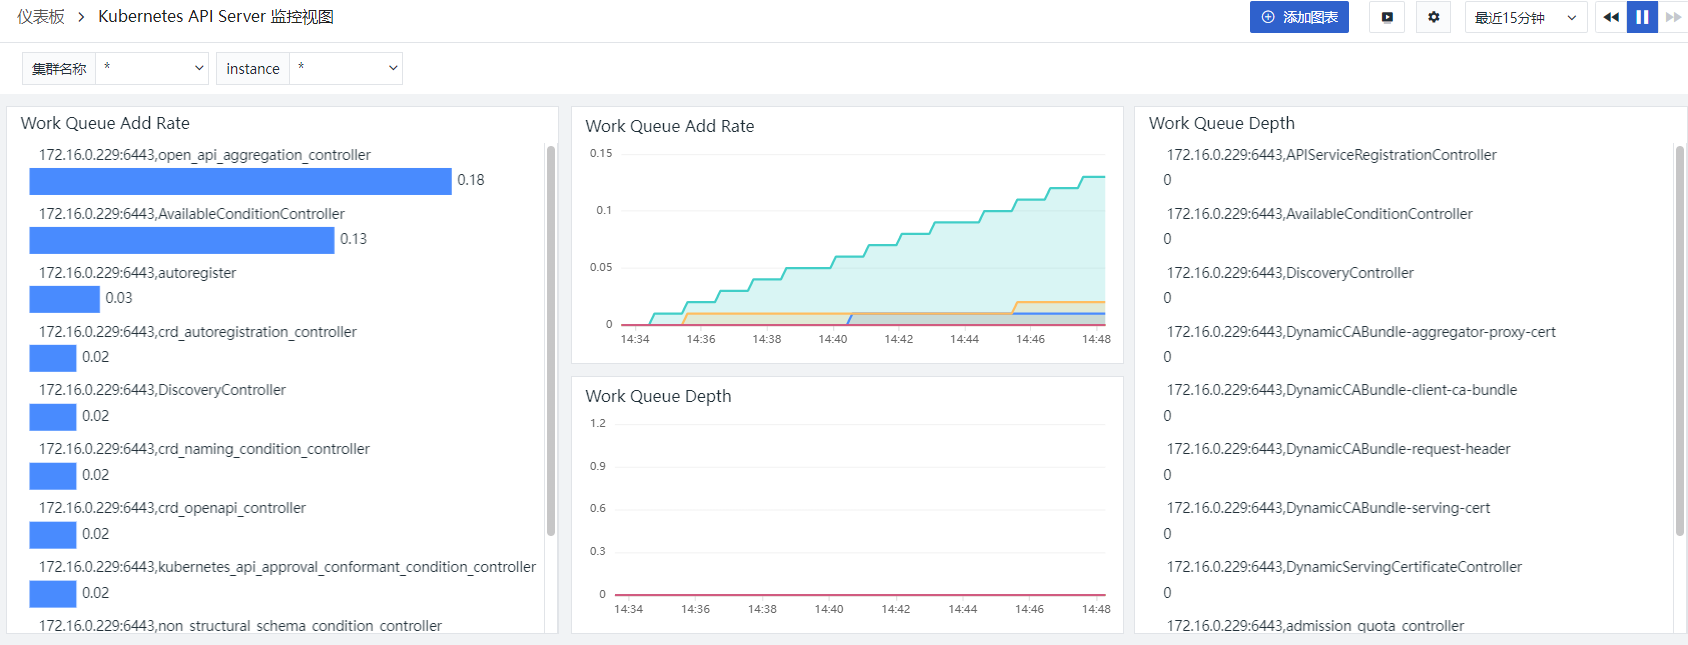 仪表板 > Kubernetes API Server 监控视图
添加图表
最近15分钟
集群名称 *
instance *
Work Queue Add Rate
172.16.0.229:6443,open_api_aggregation_controller
0.18
172.16.0.229:6443,AvailableConditionController
0.13
172.16.0.229:6443,autoregister
0.03
172.16.0.229:6443,crd_autoregistration_controller
0.02
172.16.0.229:6443,DiscoveryController
0.02
172.16.0.229:6443,crd_naming_condition_controller
0.02
172.16.0.229:6443,crd_openapi_controller
0.02
172.16.0.229:6443,kubernetes_api_approval_conformant_condition_controller
0.02
172.16.0.229:6443,non_structural_schema_condition_controller
Work Queue Add Rate
0.15
0.1
0.05
0
14:34 14:36 14:38 14:40 14:42 14:44 14:46 14:48
Work Queue Depth
1.2
0.9
0.6
0.3
0
14:34 14:36 14:38 14:40 14:42 14:44 14:46 14:48
Work Queue Depth
172.16.0.229:6443,APIServiceRegistrationController
0
172.16.0.229:6443,AvailableConditionController
0
172.16.0.229:6443,DiscoveryController
0
172.16.0.229:6443,DynamicCABundle-aggregator-proxy-cert
0
172.16.0.229:6443,DynamicCABundle-client-ca-bundle
0
172.16.0.229:6443,DynamicCABundle-request-header
0
172.16.0.229:6443,DynamicCABundle-serving-cert
0
172.16.0.229:6443,DynamicServingCertificateController
0
172.16.0.229:6443,admission_quota_controller